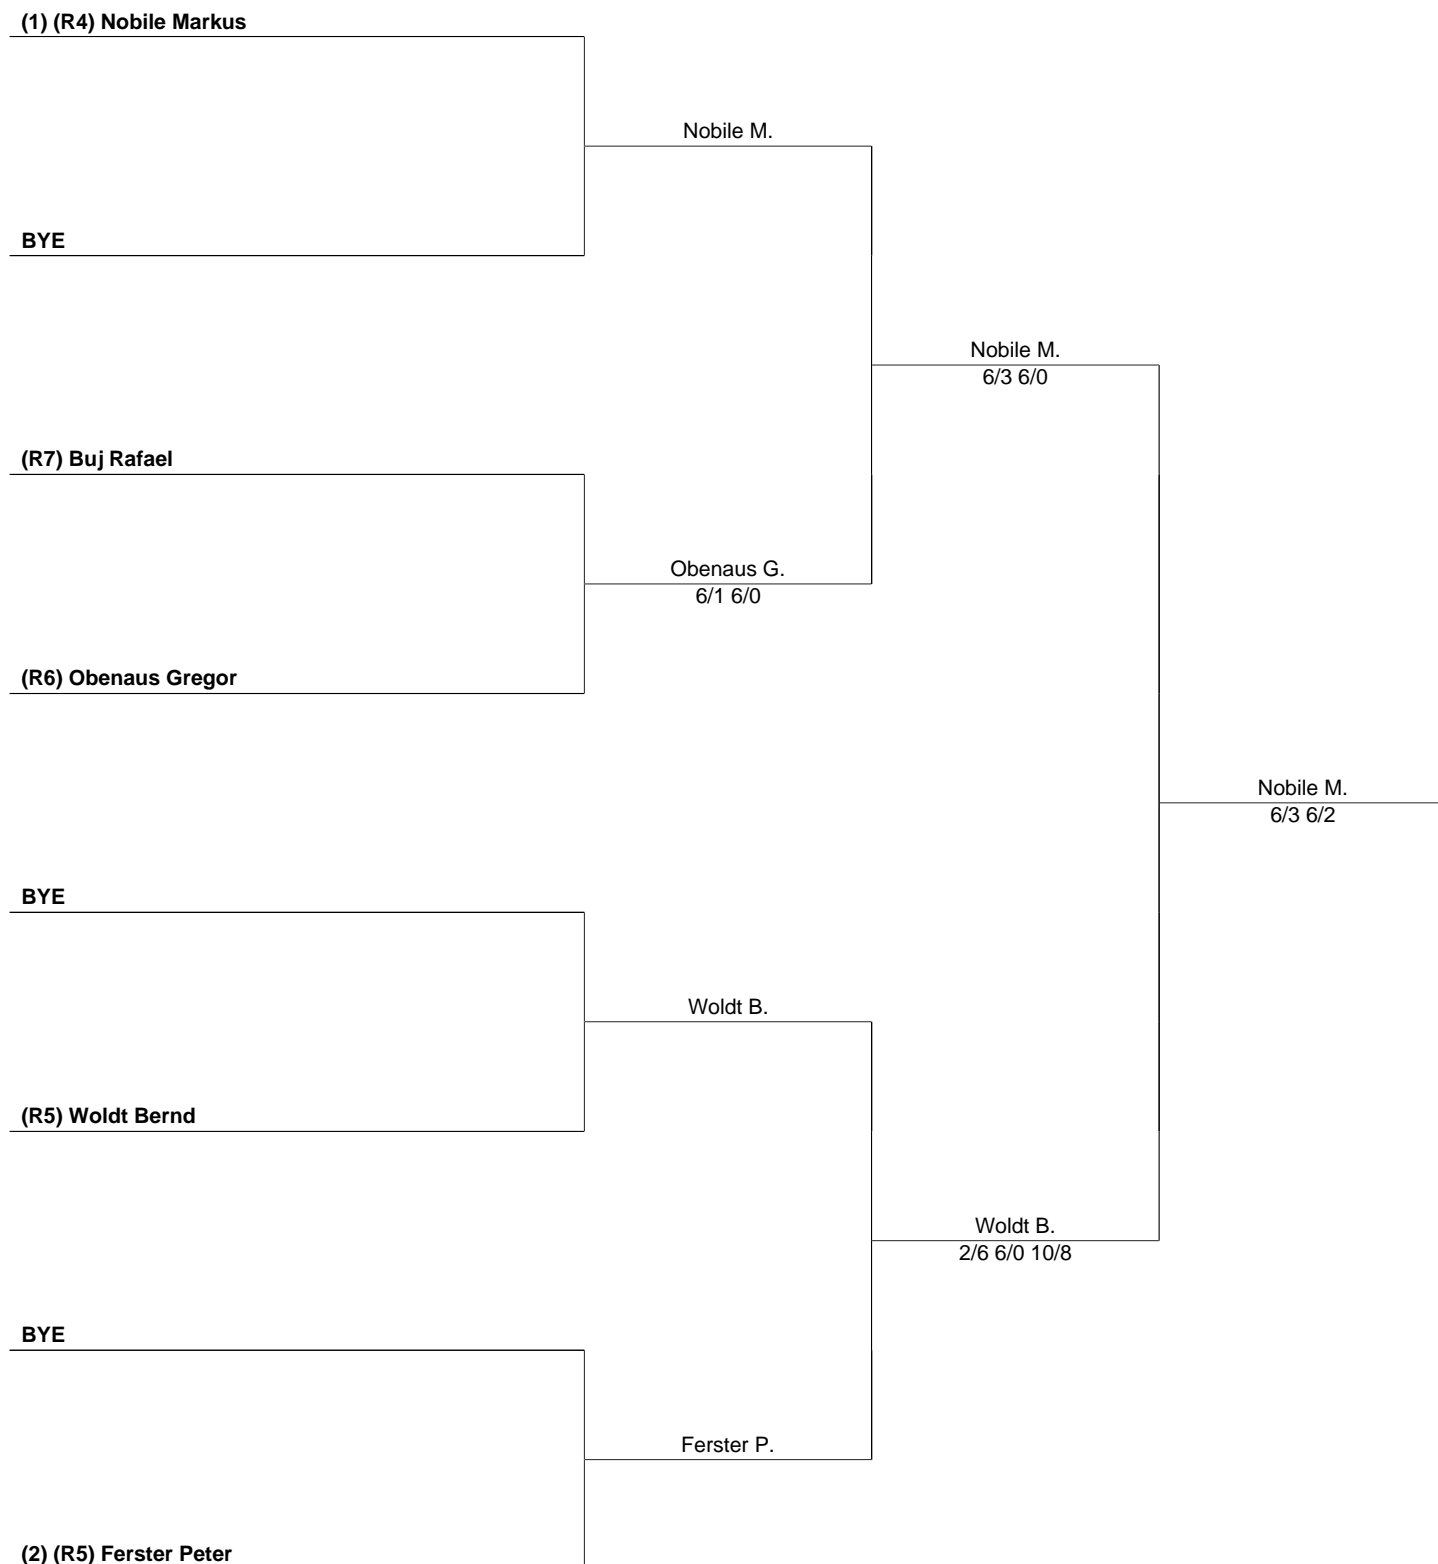 (1) (R4) Nobile Markus
Nobile M.
BYE
Nobile M.
6/3 6/0
(R7) Buj Rafael
Obenaus G.
6/1 6/0
(R6) Obenaus Gregor
Nobile M.
6/3 6/2
BYE
Woldt B.
(R5) Woldt Bernd
Woldt B.
2/6 6/0 10/8
BYE
Ferster P.
(2) (R5) Ferster Peter